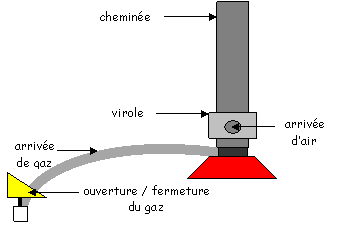 cheminée
virole
arrivée
d'air
arrivée
de gaz
ouverture / fermeture
du gaz